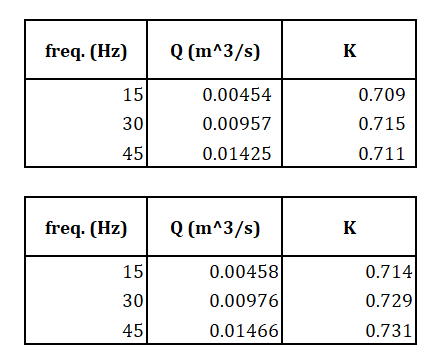 freq. (Hz) Q (m^3/s) K
15 0.00454 0.709
30 0.00957 0.715
45 0.01425 0.711
freq. (Hz) Q (m^3/s) K
15 0.00458 0.714
30 0.00976 0.729
45 0.01466 0.731